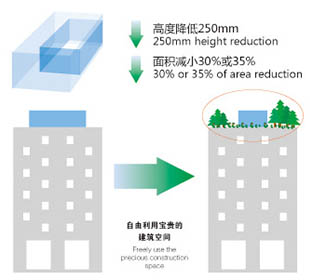 高度降低250mm
250mm height reduction
面积减小30%或35%
30% or 35% of area reduction
自由利用宝贵的
建筑空间
Freely use the
precious construction
space